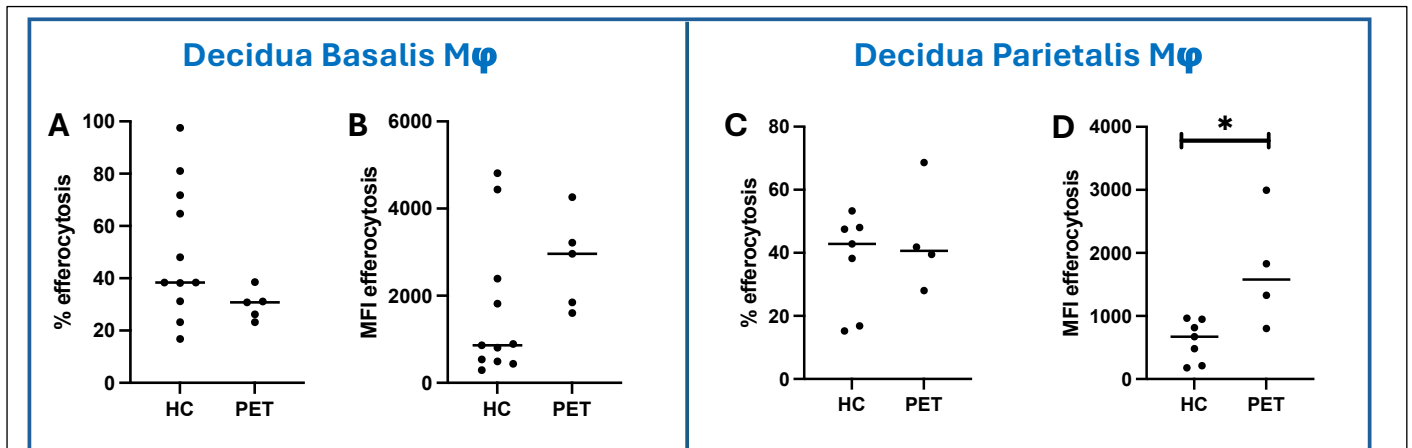 Decidua Basalis Mφ
Decidua Parietalis Mφ
A
% efferocytosis
100
80
60
40
20
0
HC PET
B
MFI efferocytosis
6000
4000
2000
0
HC PET
C
% efferocytosis
80
60
40
20
0
HC PET
D
MFI efferocytosis
4000
3000
2000
1000
0
*
HC PET